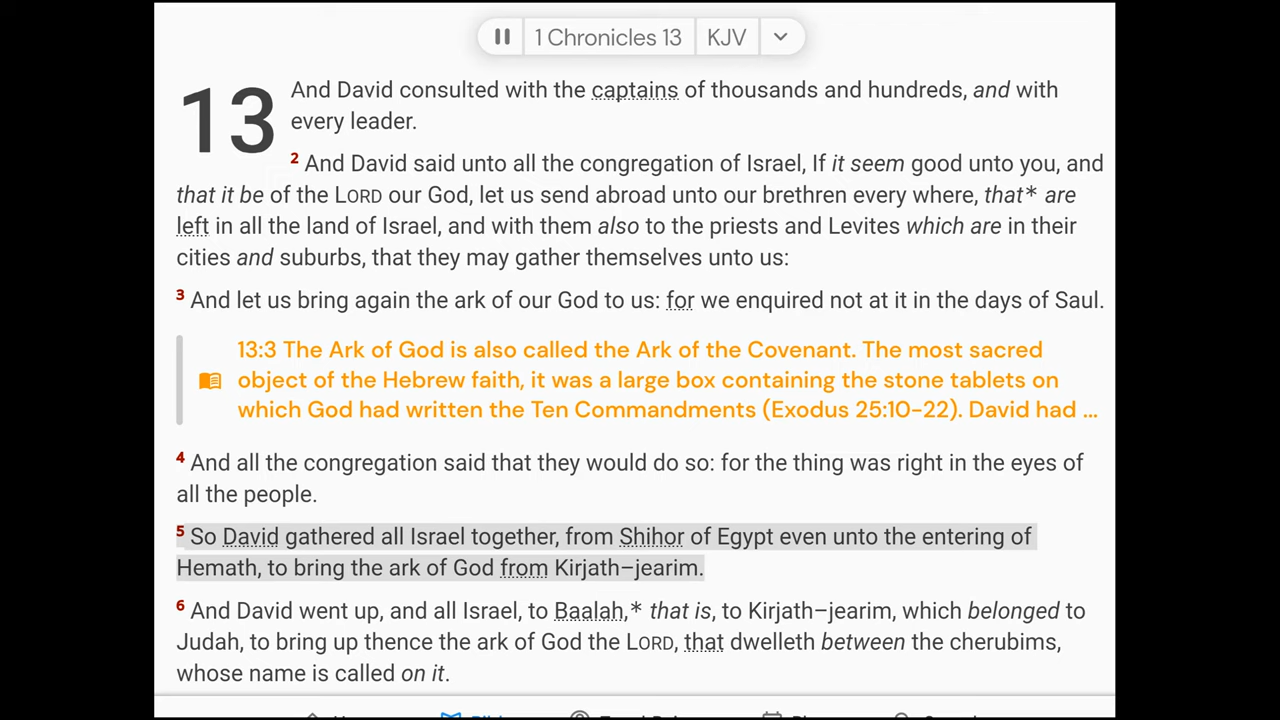 1 Chronicles 13 KJV
13 And David consulted with the captains of thousands and hundreds, and with
every leader.
2 And David said unto all the congregation of Israel, If it seem good unto you, and
that it be of the LORD our God, let us send abroad unto our brethren every where, that* are
left in all the land of Israel, and with them also to the priests and Levites which are in their
cities and suburbs, that they may gather themselves unto us:
3 And let us bring again the ark of our God to us: for we enquired not at it in the days of Saul.
13:3 The Ark of God is also called the Ark of the Covenant. The most sacred
object of the Hebrew faith, it was a large box containing the stone tablets on
which God had written the Ten Commandments (Exodus 25:10-22). David had ...
4 And all the congregation said that they would do so: for the thing was right in the eyes of
all the people.
5 So David gathered all Israel together, from Shihor of Egypt even unto the entering of
Hemath, to bring the ark of God from Kirjath–jearim.
6 And David went up, and all Israel, to Baalah,* that is, to Kirjath–jearim, which belonged to
Judah, to bring up thence the ark of God the LORD, that dwelleth between the cherubims,
whose name is called on it.